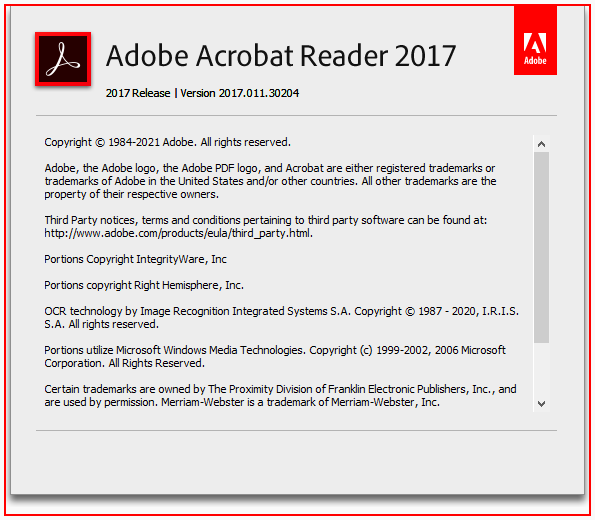 Adobe Acrobat Reader 2017
Adobe
2017 Release | Version 2017.011.30204
Copyright © 1984-2021 Adobe. All rights reserved.
Adobe, the Adobe logo, the Adobe PDF logo, and Acrobat are either registered trademarks or
trademarks of Adobe in the United States and/or other countries. All other trademarks are the
property of their respective owners.
Third Party notices, terms and conditions pertaining to third party software can be found at:
http://www.adobe.com/products/eula/third_party.html.
Portions Copyright IntegrityWare, Inc
Portions copyright Right Hemisphere, Inc.
OCR technology by Image Recognition Integrated Systems S.A. Copyright © 1987 - 2020, I.R.I.S.
S.A. All rights reserved.
Portions utilize Microsoft Windows Media Technologies. Copyright (c) 1999-2002, 2006 Microsoft
Corporation. All Rights Reserved.
Certain trademarks are owned by The Proximity Division of Franklin Electronic Publishers, Inc., and
are used by permission. Merriam-Webster is a trademark of Merriam-Webster, Inc.